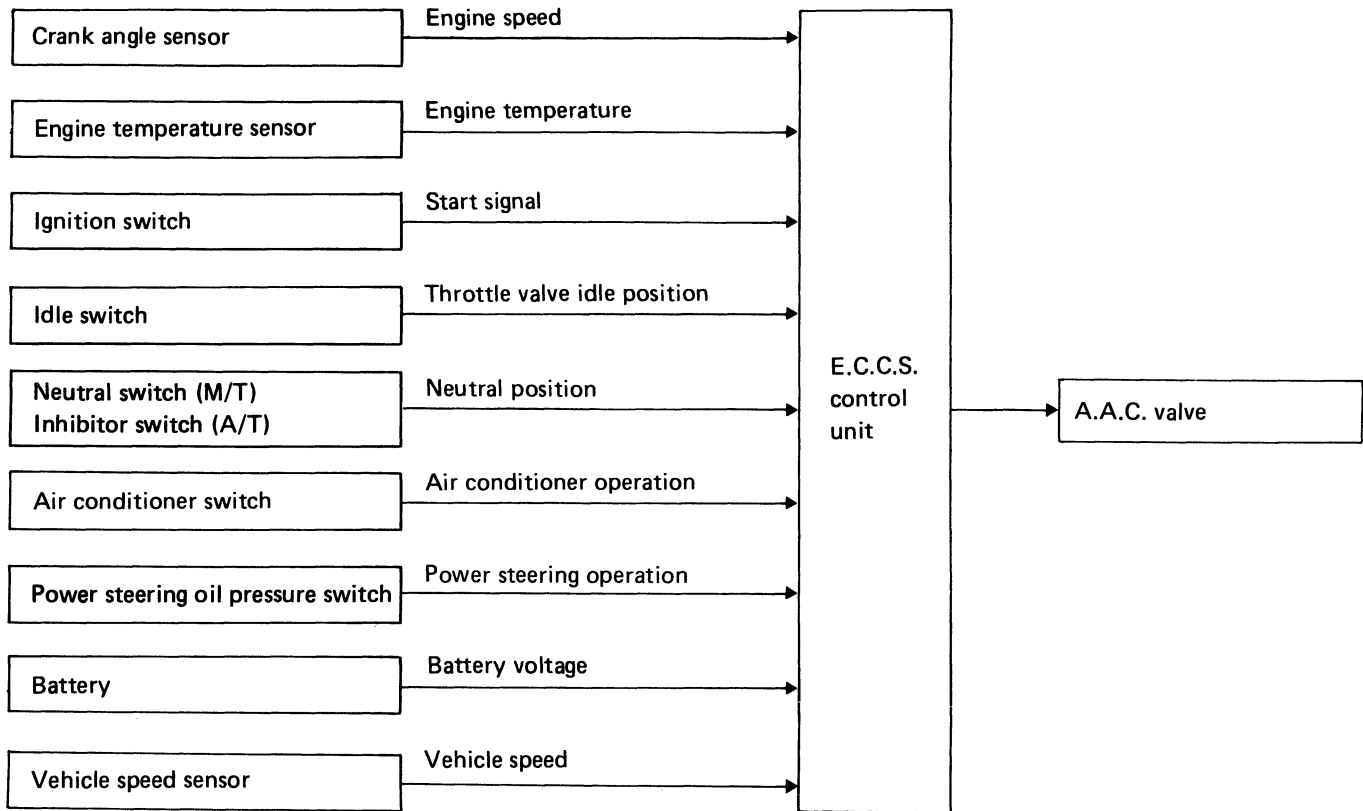 Crank angle sensor
Engine speed
Engine temperature sensor
Engine temperature
Ignition switch
Start signal
Idle switch
Throttle valve idle position
Neutral switch (M/T)
Inhibitor switch (A/T)
Neutral position
Air conditioner switch
Air conditioner operation
Power steering oil pressure switch
Power steering operation
Battery
Battery voltage
Vehicle speed sensor
Vehicle speed
E.C.C.S.
control
unit
A.A.C. valve